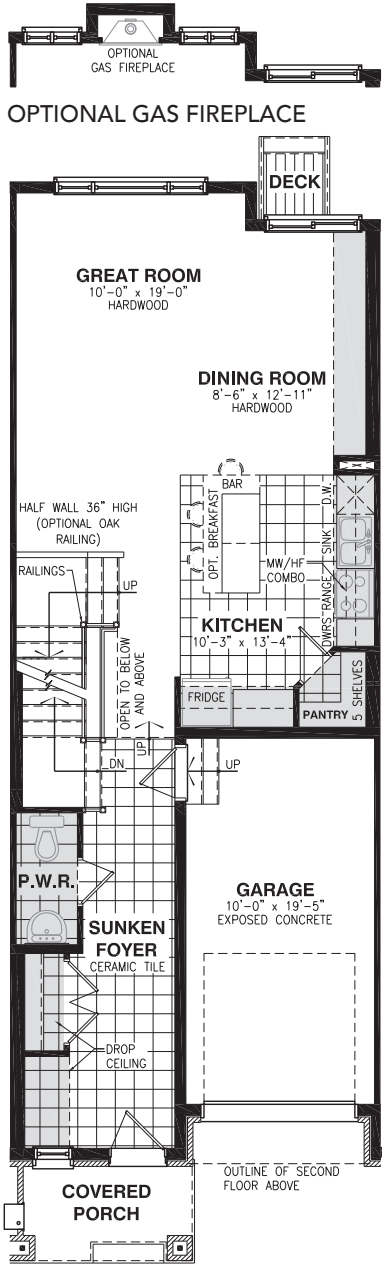 OPTIONAL
GAS FIREPLACE
OPTIONAL GAS FIREPLACE
DECK
GREAT ROOM
10'-0" x 19'-0"
HARDWOOD
DINING ROOM
8'-6" x 12'-11"
HARDWOOD
BAR
OPT. BREAKFAST
D.W.
SINK
RANGE
DWRS
MW/HF
COMBO
HALF WALL 36" HIGH
(OPTIONAL OAK
RAILING)
RAILINGS
UP
KITCHEN
10'-3" x 13'-4"
OPEN TO BELOW
AND ABOVE
FRIDGE
PANTRY
5 SHELVES
UP
DN
UP
P.W.R.
GARAGE
10'-0" x 19'-5"
EXPOSED CONCRETE
SUNKEN
FOYER
CERAMIC TILE
DROP
CEILING
OUTLINE OF SECOND
FLOOR ABOVE
COVERED
PORCH